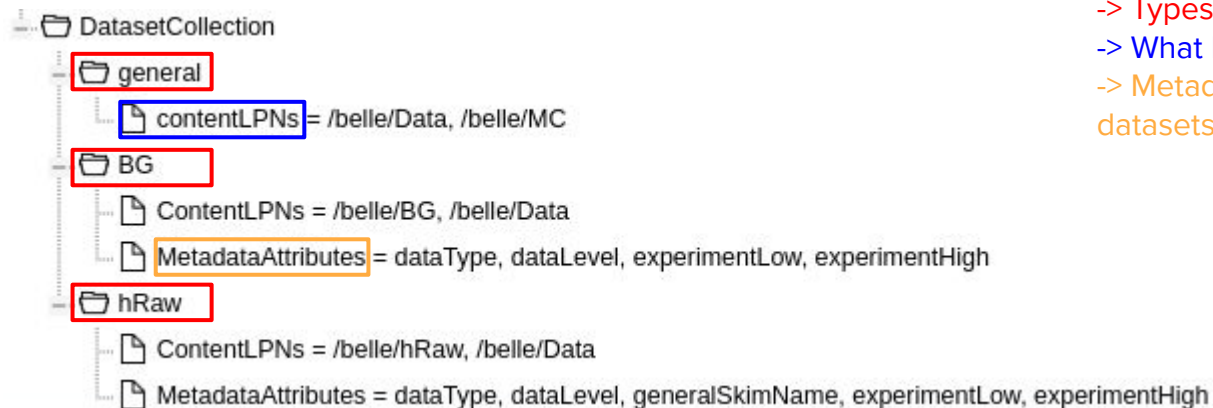 DatasetCollection
general
contentLPNs = /belle/Data, /belle/MC
BG
ContentLPNs = /belle/BG, /belle/Data
MetadataAttributes = dataType, dataLevel, experimentLow, experimentHigh
hRaw
ContentLPNs = /belle/hRaw, /belle/Data
MetadataAttributes = dataType, dataLevel, generalSkimName, experimentLow, experimentHigh
-> Types
-> What
->
datasets